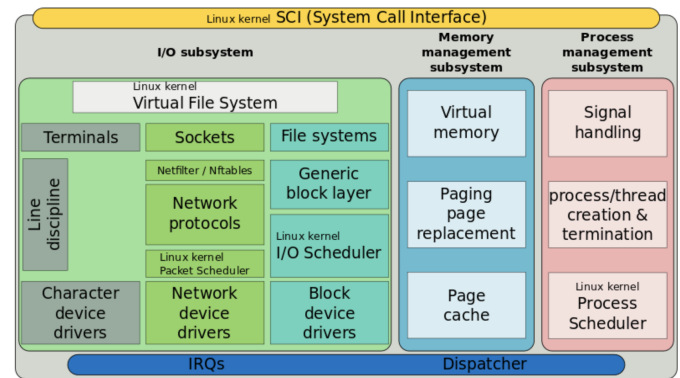 Linux kernel SCI (System Call Interface)
I/O subsystem
Memory
management
subsystem
Process
management
subsystem
Linux kernel
Virtual File System
Terminals
Sockets
File systems
Line
discipline
Netfilter / Nftables
Network
protocols
Linux kernel
Packet Scheduler
Generic
block layer
Linux kernel
I/O Scheduler
Character
device
drivers
Network
device
drivers
Block
device
drivers
Virtual
memory
Paging
page
replacement
Page
cache
Signal
handling
process/thread
creation &
termination
Linux kernel
Process
Scheduler
IRQs
Dispatcher